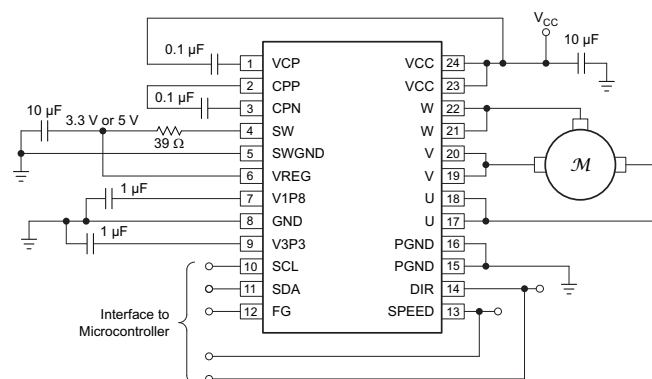 VCC
0.1 µF
10 µF
1 VCP VCC 24
2 CPP VCC 23
0.1 µF
3 CPN W 22
10 µF
3.3 V or 5 V
4 SW W 21
39 Ω
5 SWGND V 20
6 VREG V 19
M
1 µF
7 V1P8 U 18
8 GND U 17
1 µF
9 V3P3 PGND 16
10 SCL PGND 15
11 SDA DIR 14
12 FG SPEED 13
Interface to
Microcontroller